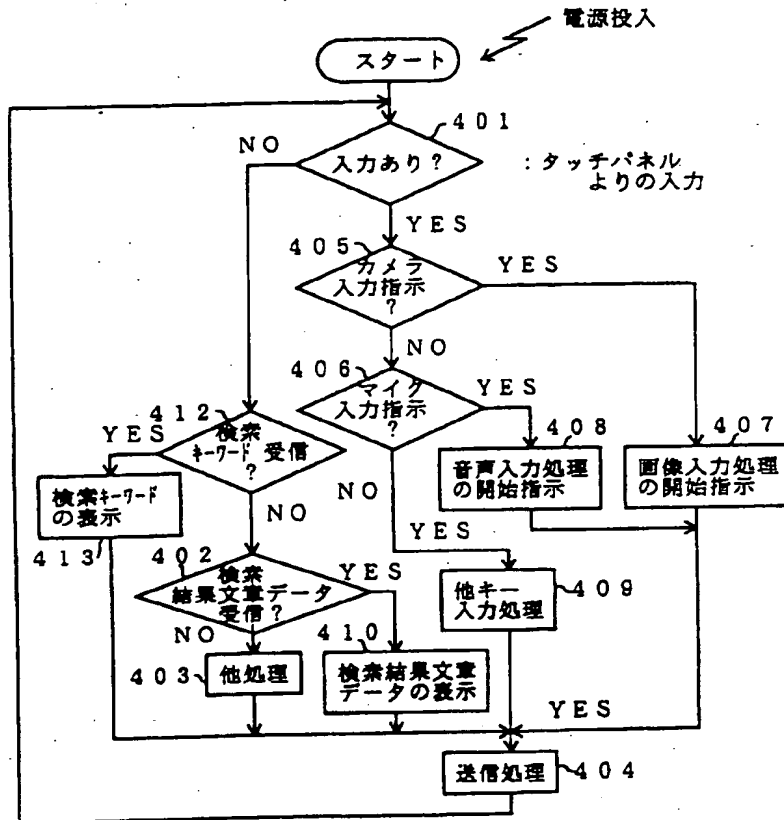 電源投入
スタート
401
NO
入力あり?
:タッチパネル
よりの入力
YES
405
カメラ
入力指示
?
YES
NO
406
マイク
入力指示
?
YES
412
検索
キーワード 受信
?
YES
408
407
検索キーワード
の表示
音声入力処理
の開始指示
画像入力処理
の開始指示
NO
NO
413
YES
402
検索
結果文章データ
受信?
YES
他キー
入力処理
409
NO
410
403
他処理
検索結果文章
データの表示
YES
送信処理
404